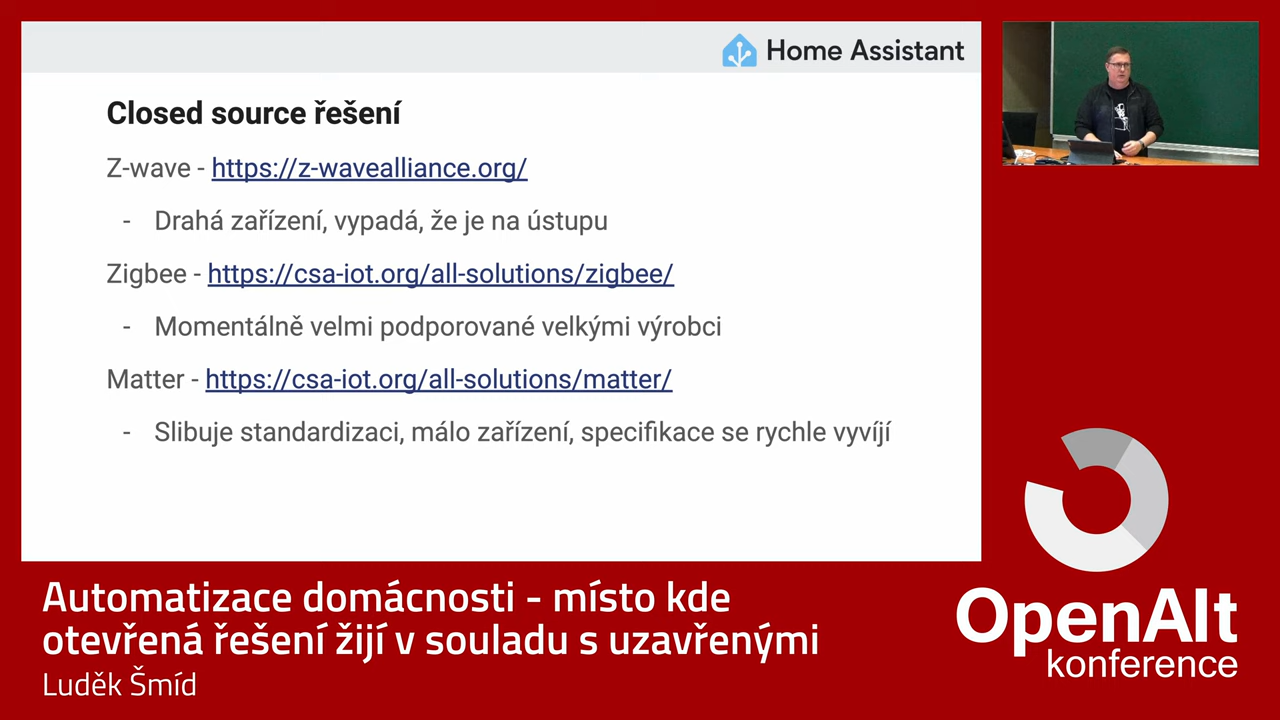 Home Assistant
Closed source řešení
Z-wave - https://z-wavealliance.org/
- Drahá zařízení, vypadá, že je na ústupu
Zigbee - https://csa-iot.org/all-solutions/zigbee/
- Momentálně velmi podporované velkými výrobci
Matter - https://csa-iot.org/all-solutions/matter/
- Slibuje standardizaci, málo zařízení, specifikace se rychle vyvíjí
Automatizace domácnosti - místo kde
otevřená řešení žijí v souladu s uzavřenými
Luděk Šmíd
OpenAlt
konference